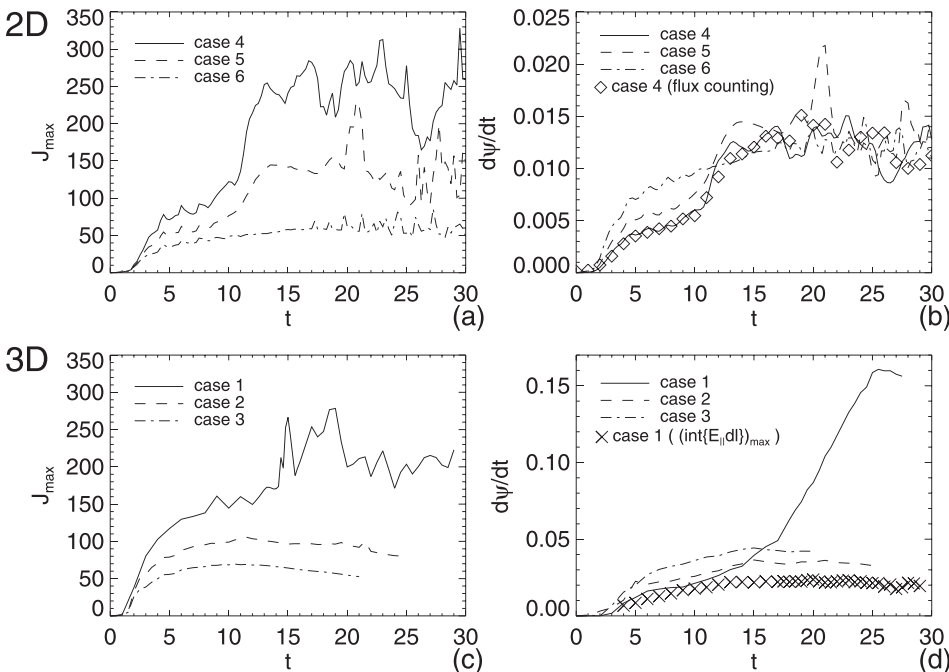 2D
350
300
250
200
150
100
50
0
J_max
case 4
case 5
case 6
0 5 10 15 20 25 30
t
(a)
0.025
0.020
0.015
0.010
0.005
0.000
dψ/dt
case 4
case 5
case 6
case 4 (flux counting)
0 5 10 15 20 25 30
t
(b)
3D
350
300
250
200
150
100
50
0
J_max
case 1
case 2
case 3
0 5 10 15 20 25 30
t
(c)
0.15
0.10
0.05
0.00
dψ/dt
case 1
case 2
case 3
case 1 ( (int{E_||dl})_max )
0 5 10 15 20 25 30
t
(d)